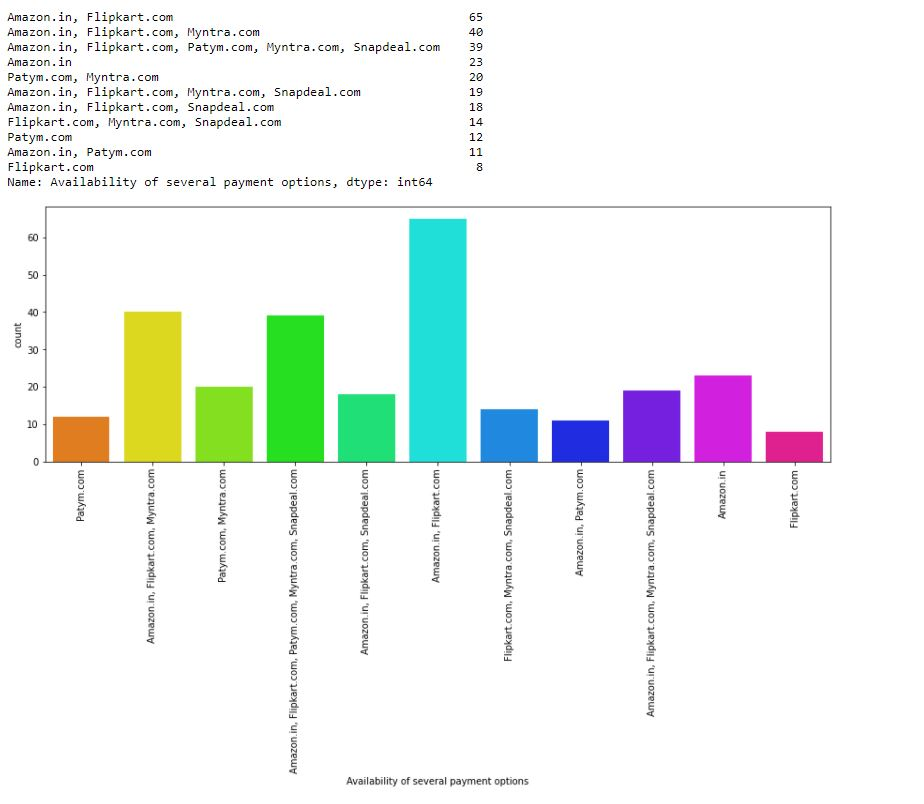 Amazon.in, Flipkart.com 65
Amazon.in, Flipkart.com, Myntra.com 40
Amazon.in, Flipkart.com, Patym.com, Myntra.com, Snapdeal.com 39
Amazon.in 23
Patym.com, Myntra.com 20
Amazon.in, Flipkart.com, Myntra.com, Snapdeal.com 19
Amazon.in, Flipkart.com, Snapdeal.com 18
Flipkart.com, Myntra.com, Snapdeal.com 14
Patym.com 12
Amazon.in, Patym.com 11
Flipkart.com 8
Name: Availability of several payment options, dtype: int64
60
50
40
30
20
10
0
count
Patym.com
Amazon.in, Flipkart.com, Myntra.com
Patym.com, Myntra.com
Amazon.in, Flipkart.com, Patym.com, Myntra.com, Snapdeal.com
Amazon.in, Flipkart.com, Snapdeal.com
Amazon.in, Flipkart.com
Flipkart.com, Myntra.com, Snapdeal.com
Amazon.in, Patym.com
Amazon.in, Flipkart.com, Myntra.com, Snapdeal.com
Amazon.in
Flipkart.com
Availability of several payment options